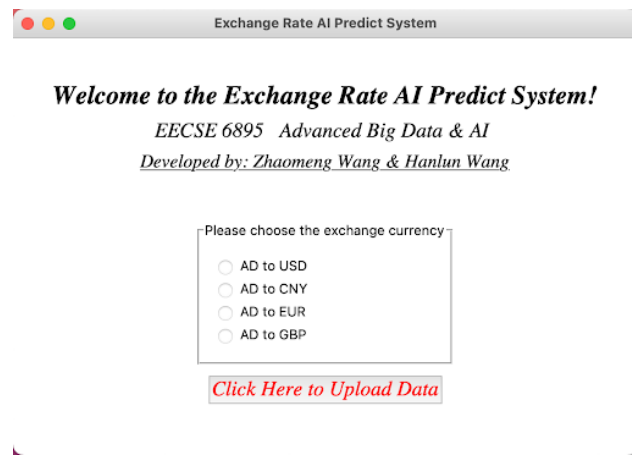 Exchange Rate AI Predict System
Welcome to the Exchange Rate AI Predict System!
EECSE 6895 Advanced Big Data & AI
Developed by: Zhaomeng Wang & Hanlun Wang
Please choose the exchange currency
AD to USD
AD to CNY
AD to EUR
AD to GBP
Click Here to Upload Data